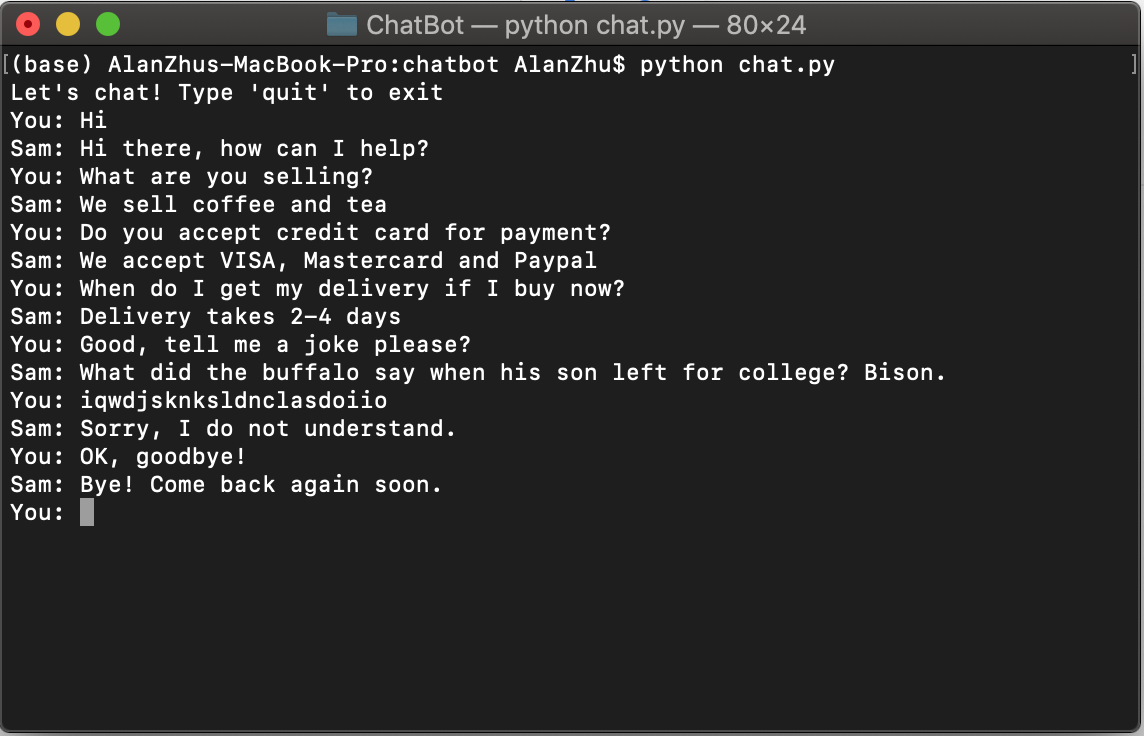 ChatBot — python chat.py — 80×24
[(base) AlanZhus-MacBook-Pro:chatbot AlanZhu$ python chat.py ]
Let's chat! Type 'quit' to exit
You: Hi
Sam: Hi there, how can I help?
You: What are you selling?
Sam: We sell coffee and tea
You: Do you accept credit card for payment?
Sam: We accept VISA, Mastercard and Paypal
You: When do I get my delivery if I buy now?
Sam: Delivery takes 2-4 days
You: Good, tell me a joke please?
Sam: What did the buffalo say when his son left for college? Bison.
You: iqwdjsknksldnclasdoiio
Sam: Sorry, I do not understand.
You: OK, goodbye!
Sam: Bye! Come back again soon.
You: